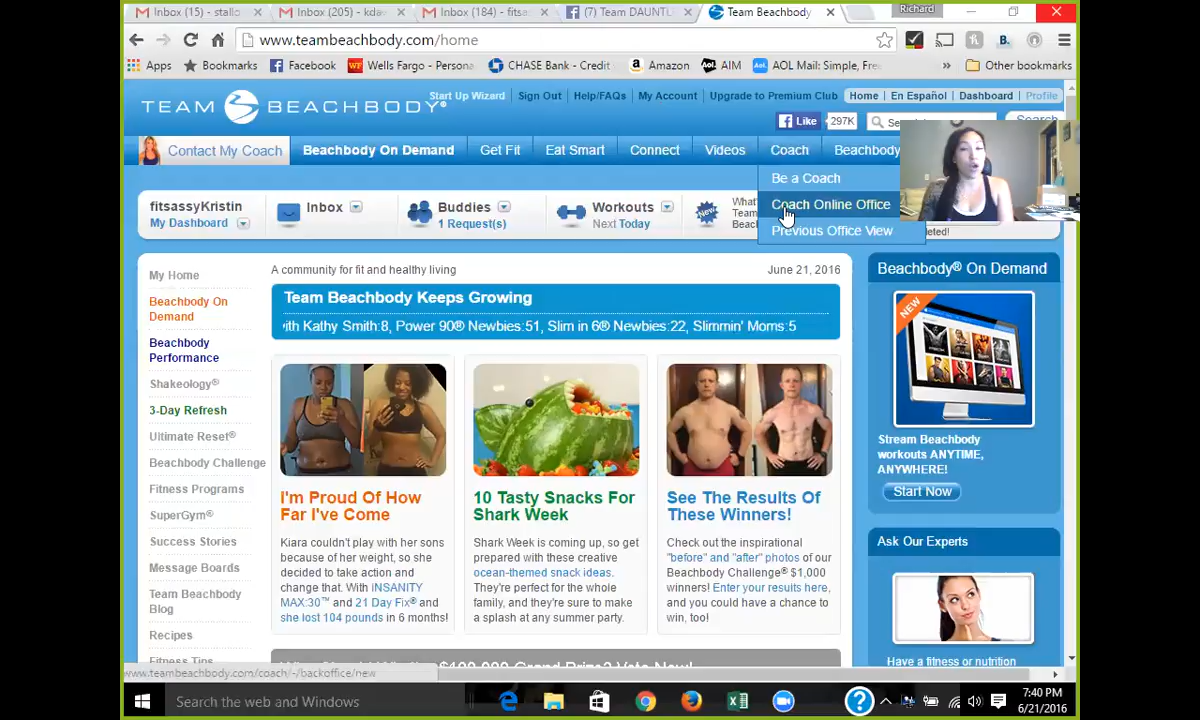 Inbox (15) - stallo
Inbox (205) - kdav
Inbox (184) - fitsas
(7) Team DAUNTL
Team Beachbody
Richard
www.teambeachbody.com/home
Apps
Bookmarks
Facebook
Wells Fargo - Persona
CHASE Bank - Credit
Amazon
AIM
AOL Mail: Simple, Fre
»
Other bookmarks
TEAM BEACHBODY®
Start Up Wizard
Sign Out
Help/FAQs
My Account
Upgrade to Premium Club
Home
En Español
Dashboard
Profile
Like
297K
Search
Contact My Coach
Beachbody On Demand
Get Fit
Eat Smart
Connect
Videos
Coach
Beachbody
Be a Coach
Coach Online Office
Previous Office View
fitsassyKristin
My Dashboard
Inbox
Buddies
1 Request(s)
Workouts
Next Today
New
What'
Team
Beach
eted!
My Home
Beachbody On
Demand
Beachbody
Performance
Shakeology®
3-Day Refresh
Ultimate Reset®
Beachbody Challenge
Fitness Programs
SuperGym®
Success Stories
Message Boards
Team Beachbody
Blog
Recipes
Fitness Tips
A community for fit and healthy living
June 21, 2016
Team Beachbody Keeps Growing
ith Kathy Smith:8, Power 90® Newbies:51, Slim in 6® Newbies:22, Slimmin' Moms:5
I'm Proud Of How
Far I've Come
Kiara couldn't play with her sons
because of her weight, so she
decided to take action and
change that. With INSANITY
MAX:30™ and 21 Day Fix® and
she lost 104 pounds in 6 months!
10 Tasty Snacks For
Shark Week
Shark Week is coming up, so get
prepared with these creative
ocean-themed snack ideas.
They're perfect for the whole
family, and they're sure to make
a splash at any summer party.
See The Results Of
These Winners!
Check out the inspirational
"before" and "after" photos of our
Beachbody Challenge® $1,000
winners! Enter your results here,
and you could have a chance to
win, too!
$100,000 Grand Prize? Vote Now!
Beachbody® On Demand
NEW
Stream Beachbody
workouts ANYTIME,
ANYWHERE!
Start Now
Ask Our Experts
Have a fitness or nutrition
www.teambeachbody.com/coach/-/backoffice/new
Search the web and Windows
7:40 PM
6/21/2016